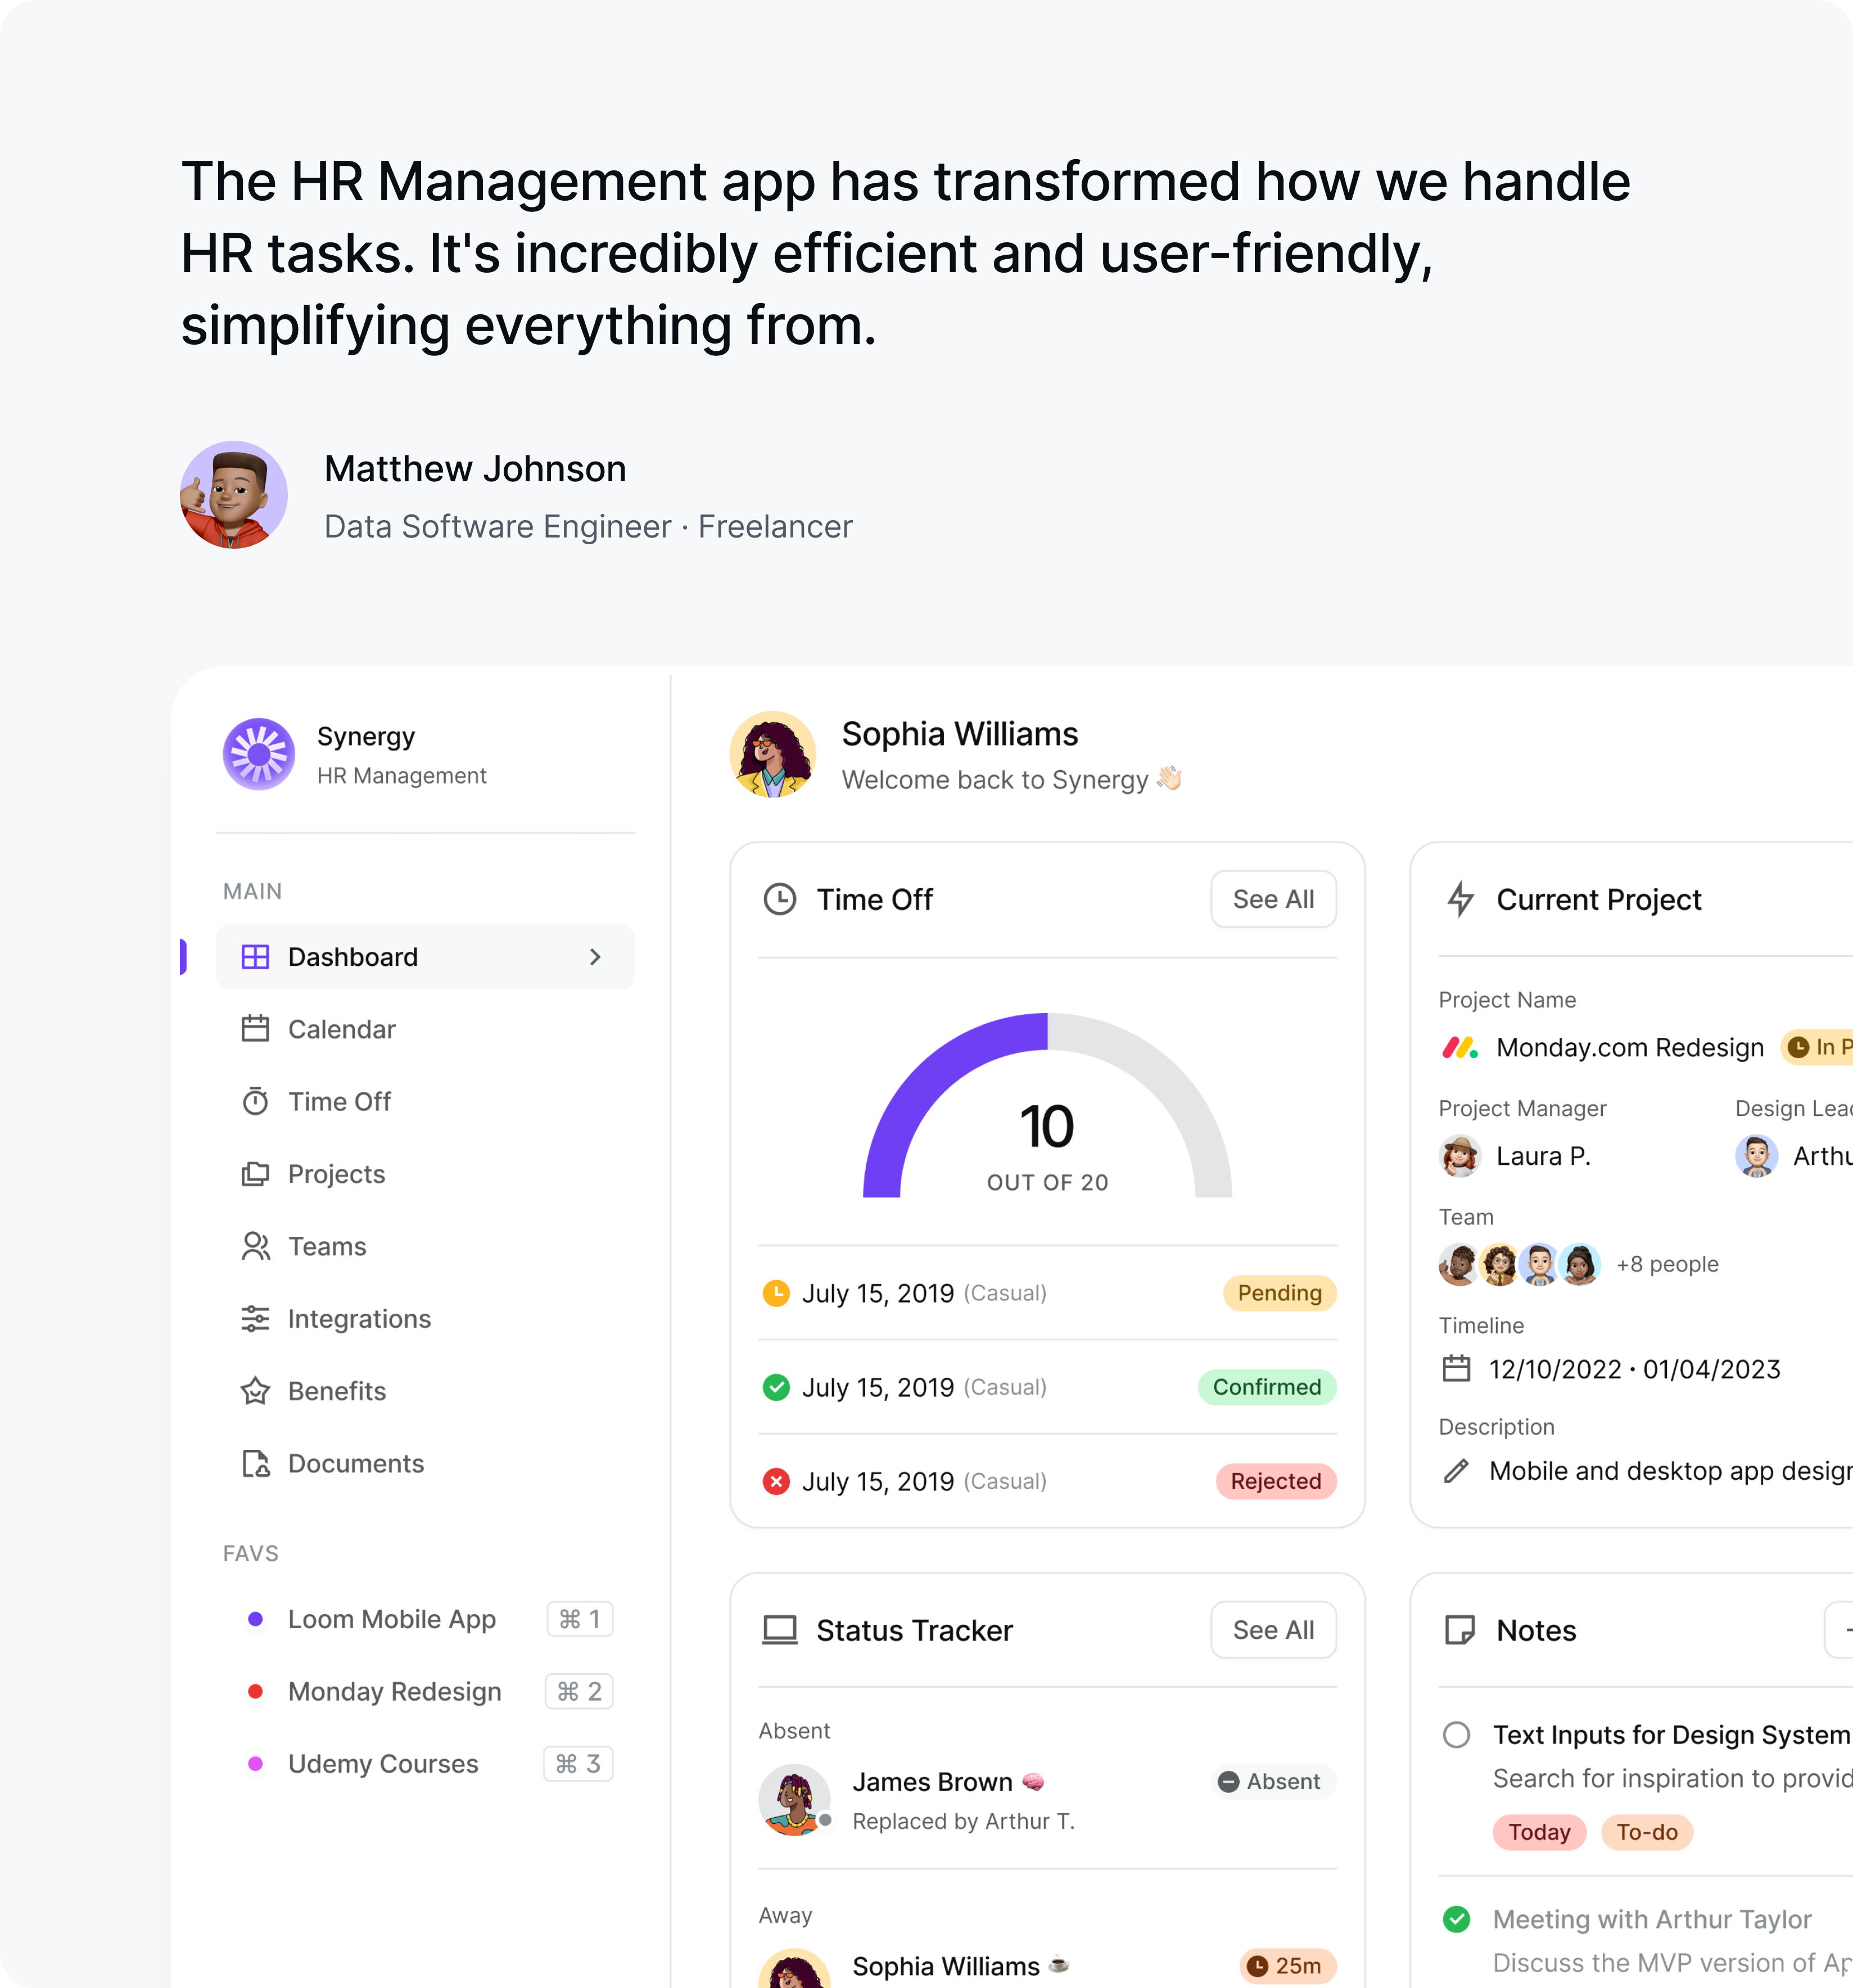 The HR Management app has transformed how we handle
HR tasks. It's incredibly efficient and user-friendly,
simplifying everything from.
Matthew Johnson
Data Software Engineer · Freelancer
Synergy
HR Management
MAIN
Dashboard
Calendar
Time Off
Projects
Teams
Integrations
Benefits
Documents
FAVS
Loom Mobile App ⌘ 1
Monday Redesign ⌘ 2
Udemy Courses ⌘ 3
Sophia Williams
Welcome back to Synergy 👋🏻
Time Off See All
10
OUT OF 20
July 15, 2019 (Casual) Pending
July 15, 2019 (Casual) Confirmed
July 15, 2019 (Casual) Rejected
Current Project
Project Name
Monday.com Redesign In
Project Manager
Laura P.
Design
Team
+8 people
Timeline
12/10/2022 • 01/04/2023
Description
Mobile and desktop app
Status Tracker See All
Absent
James Brown 🧠 Absent
Replaced by Arthur T.
Away
Sophia Williams ☕ 25m
Notes
Text Inputs for Design System
Search for inspiration to
Today To-do
Meeting with Arthur Taylor
Discuss the MVP version of